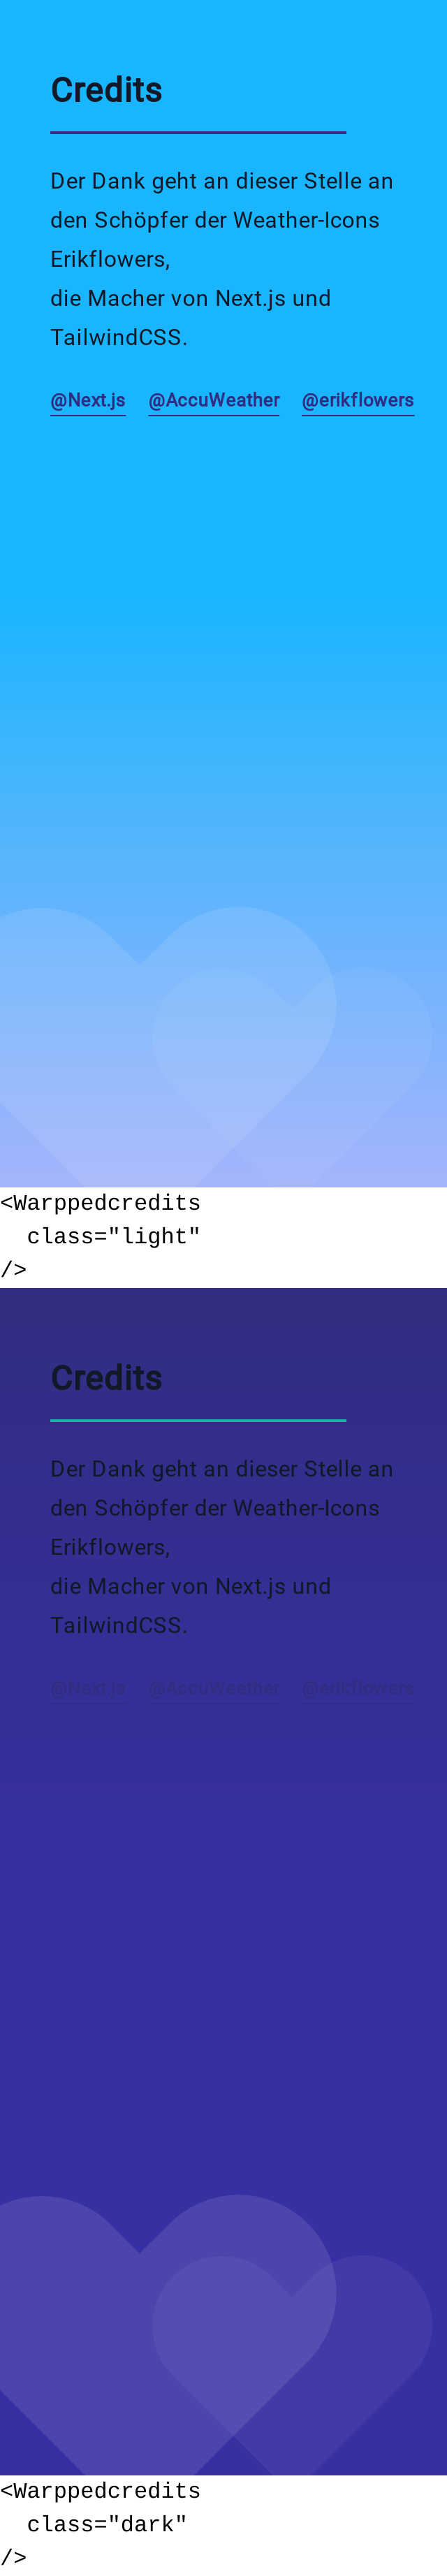 Credits
Der Dank geht an dieser Stelle an
den Schöpfer der Weather-Icons
Erikflowers,
die Macher von Next.js und
TailwindCSS.
@Next.js @AccuWeather @erikflowers
<Warppedcredits
  class="light"
/>
Credits
Der Dank geht an dieser Stelle an
den Schöpfer der Weather-Icons
Erikflowers,
die Macher von Next.js und
TailwindCSS.
@Next.js @AccuWeather @erikflowers
<Warppedcredits
  class="dark"
/>